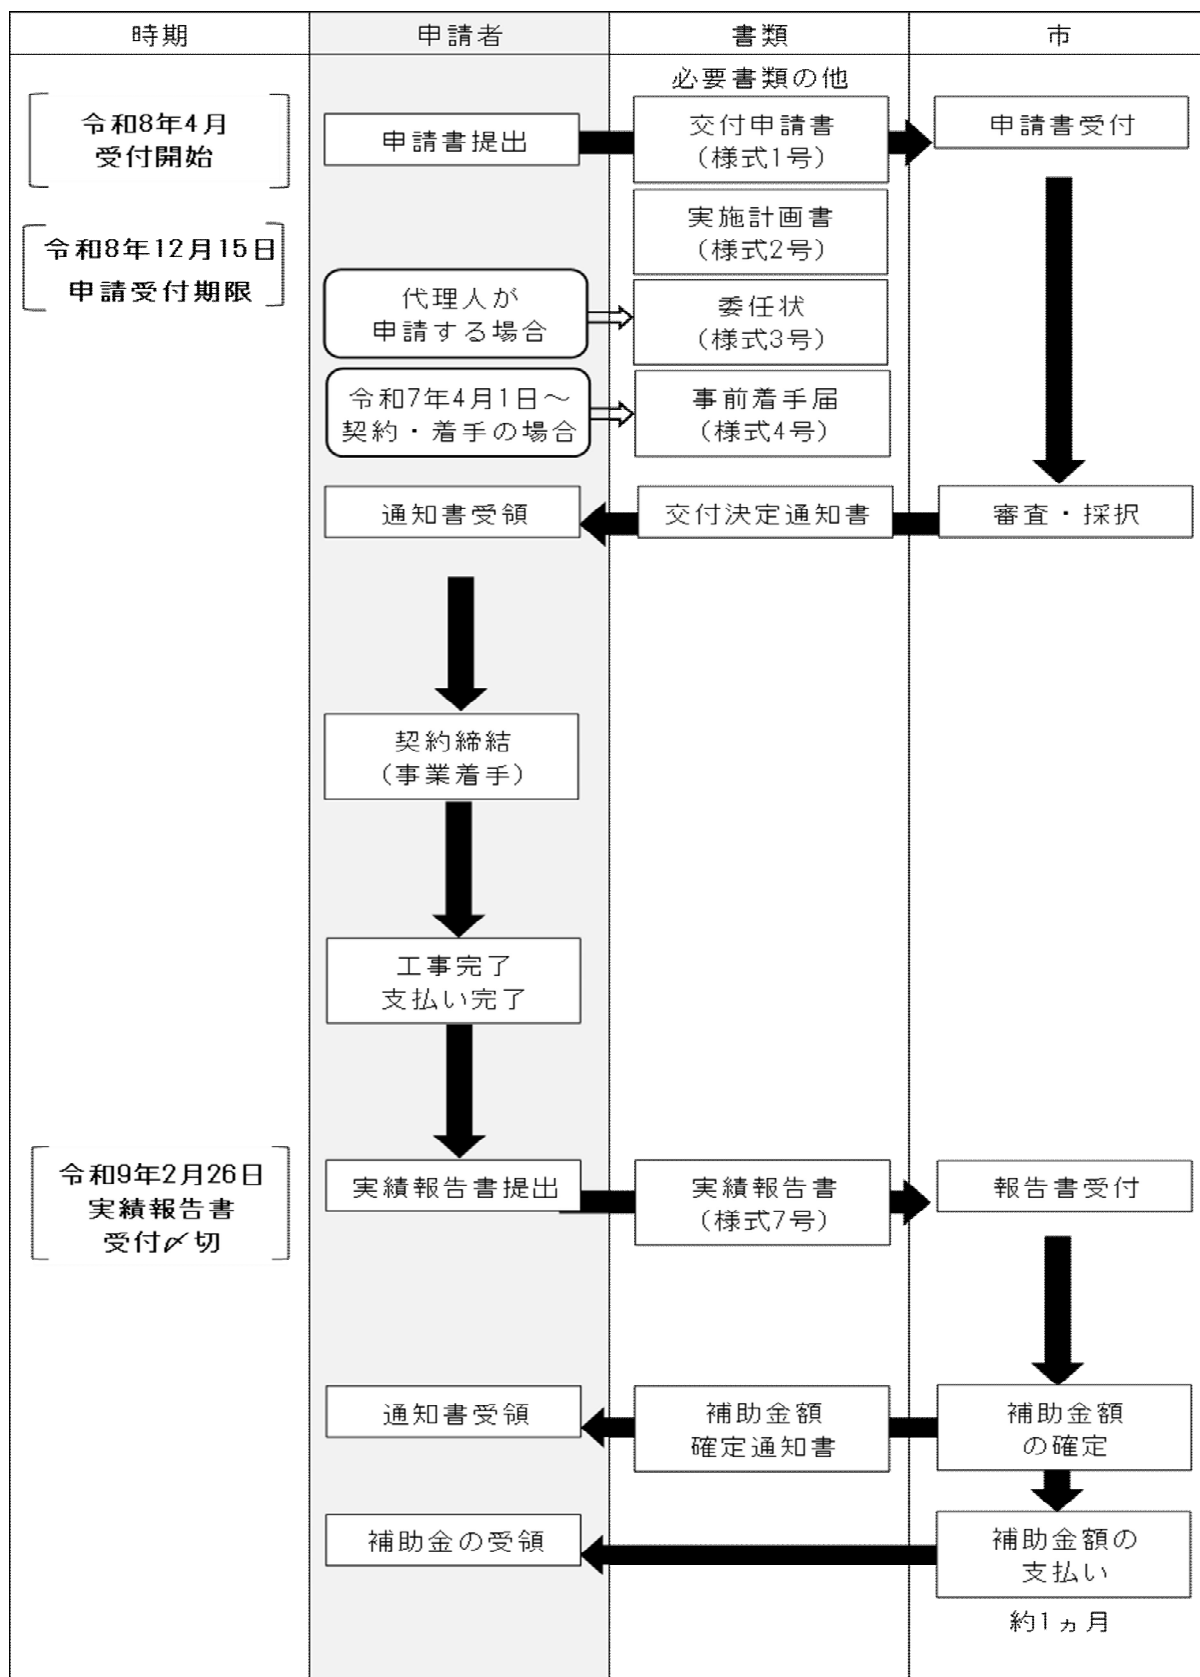 時期
申請者
書類
市
必要書類の他
令和8年4月
受付開始
申請書提出
交付申請書
(様式1号)
申請書受付
令和8年12月15日
申請受付期限
実施計画書
(様式2号)
代理人が
申請する場合
委任状
(様式3号)
令和7年4月1日～
契約・着手の場合
事前着手届
(様式4号)
通知書受領
交付決定通知書
審査・採択
契約締結
(事業着手)
工事完了
支払い完了
令和9年2月26日
実績報告書
受付〆切
実績報告書提出
実績報告書
(様式7号)
報告書受付
通知書受領
補助金額
確定通知書
補助金額
の確定
補助金の受領
補助金額の
支払い
約1ヵ月